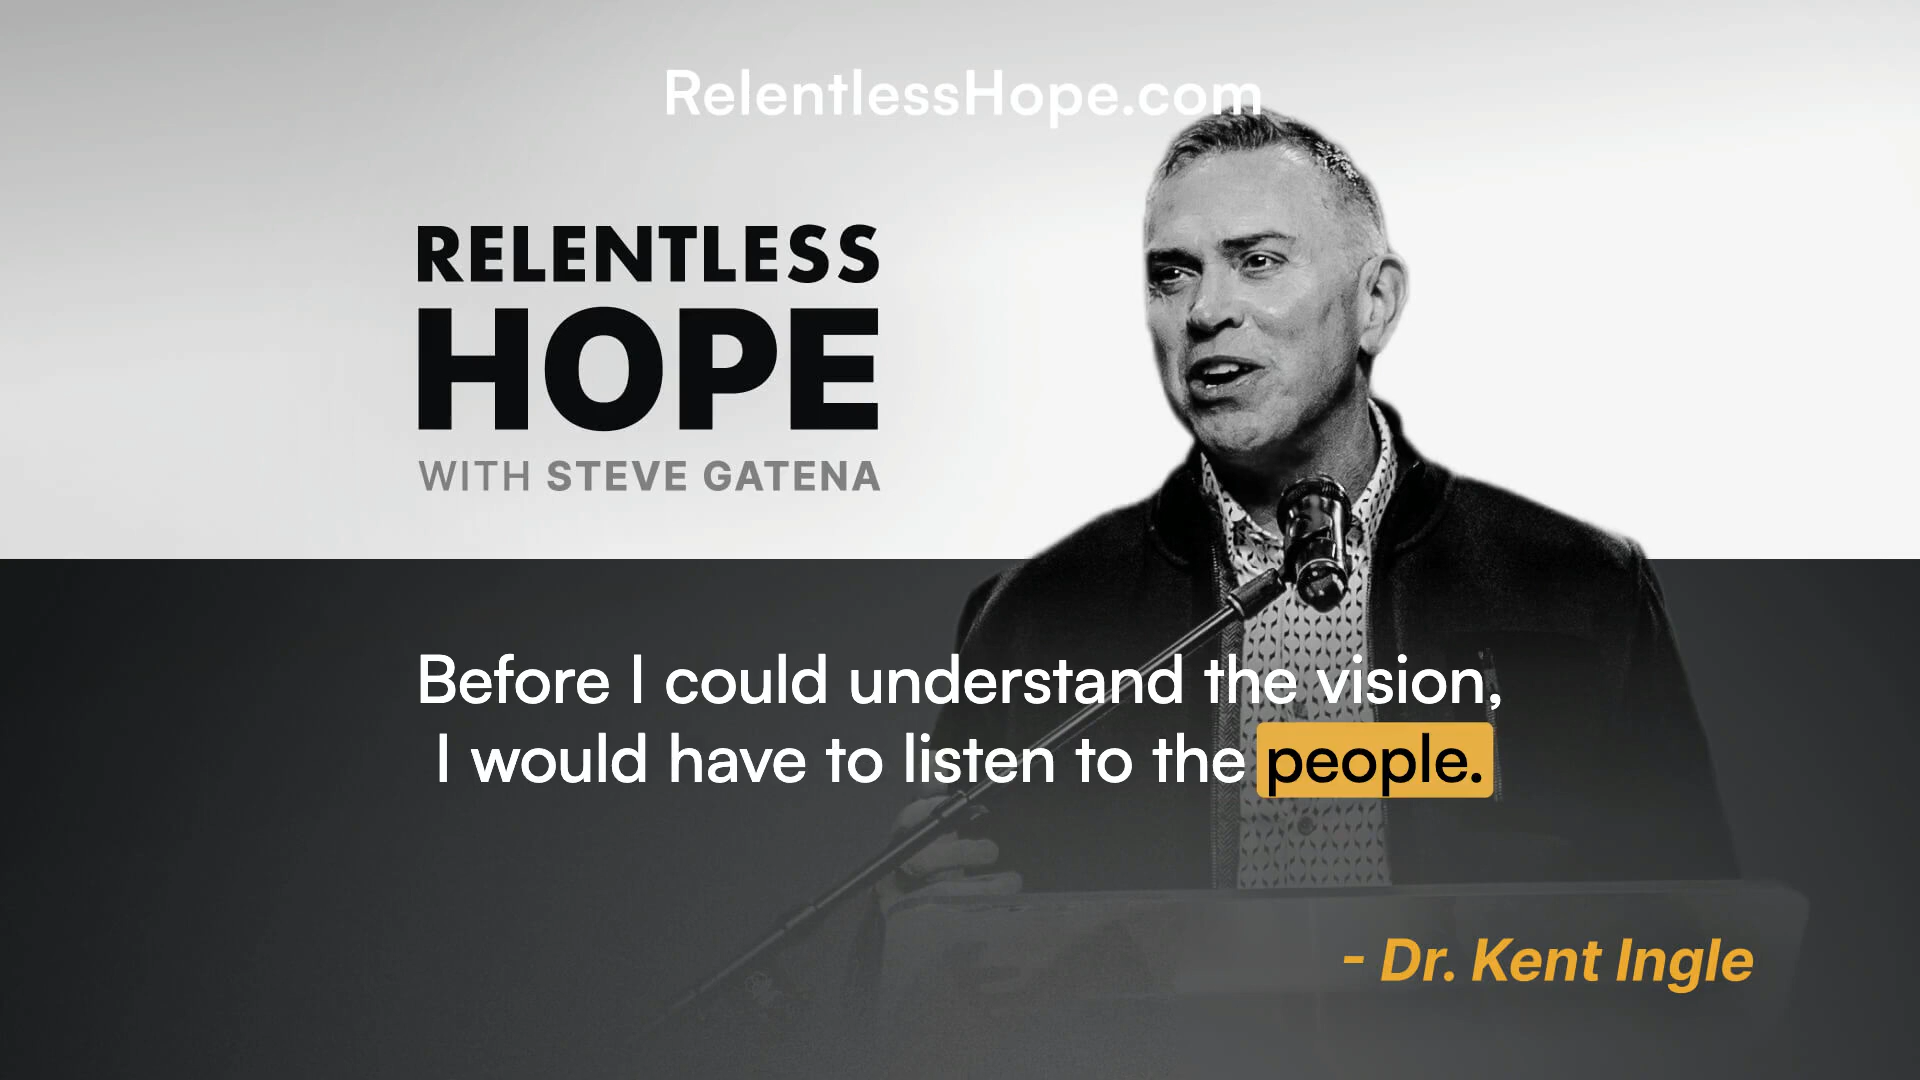 RelentlessHope.com
RELENTLESS
HOPE
WITH STEVE GATENA
Before I could understand the vision,
I would have to listen to the people.
- Dr. Kent Ingle